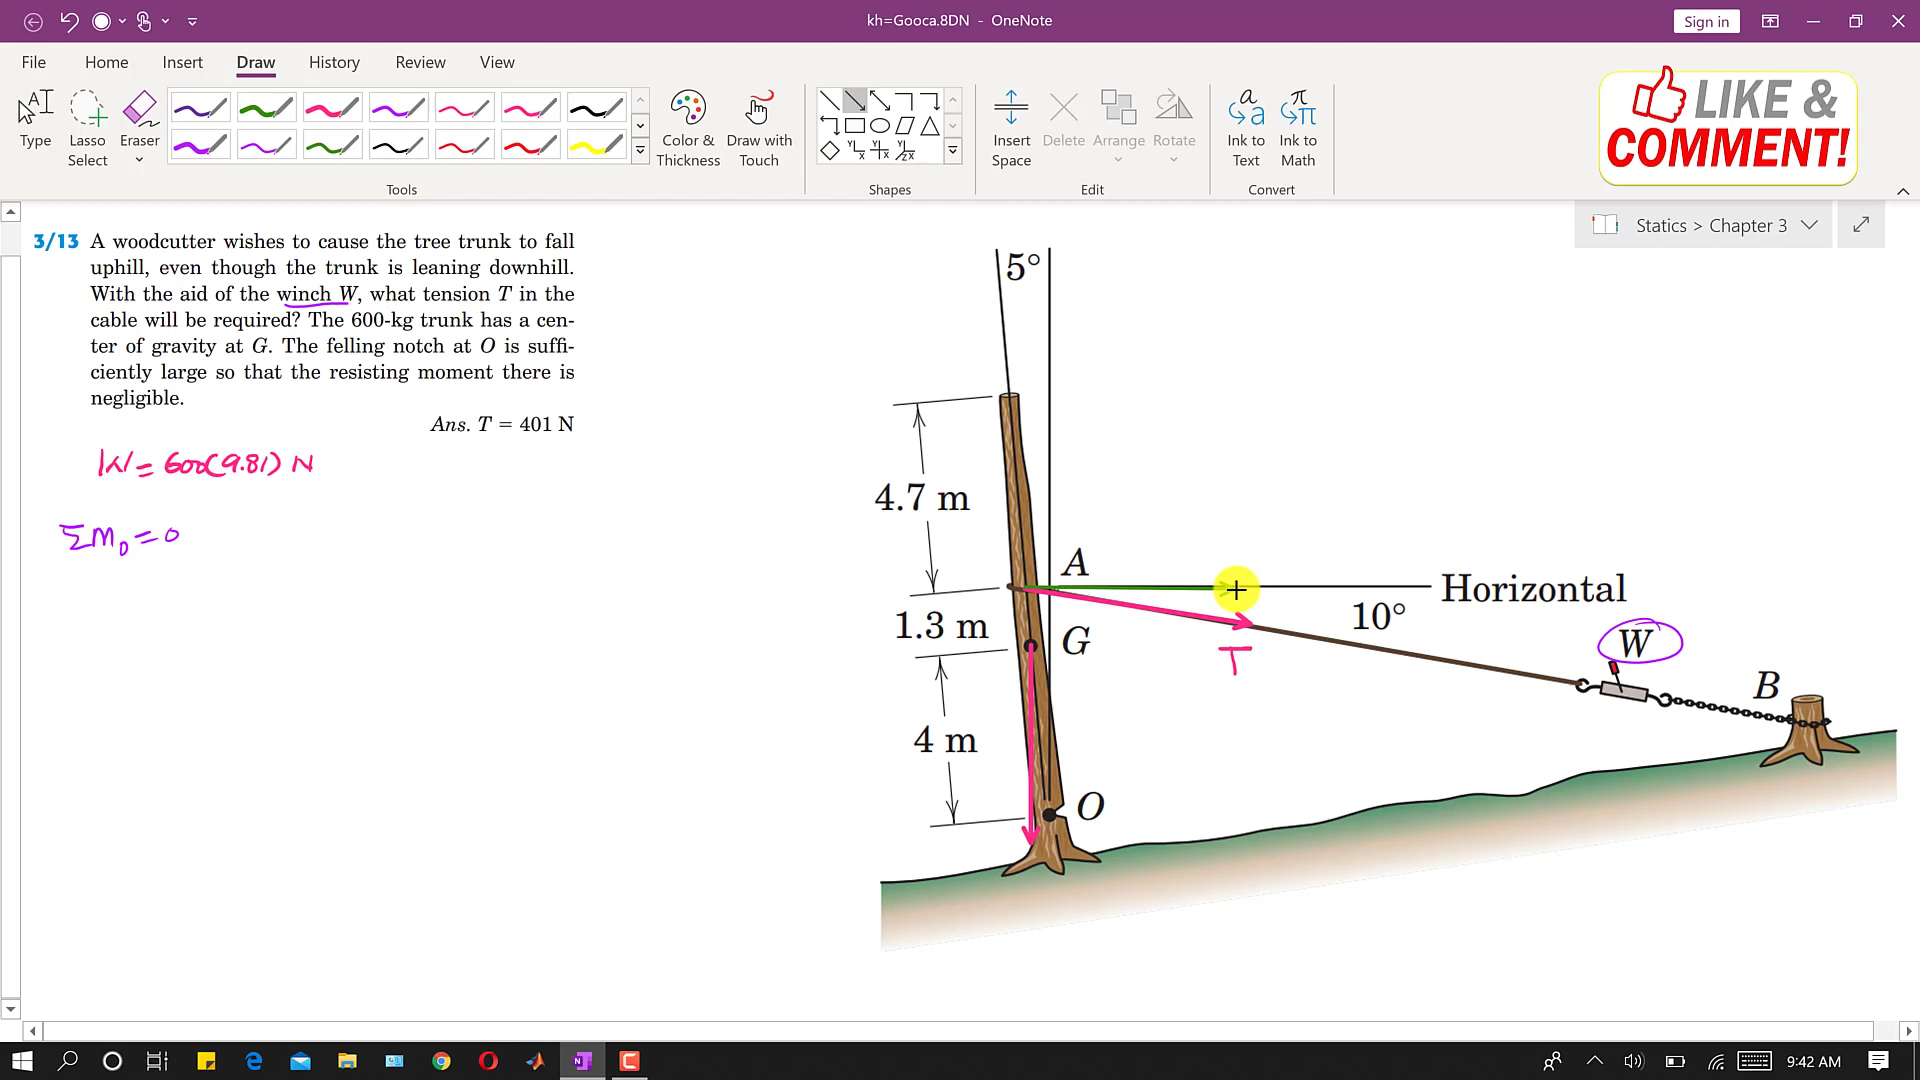 kh=Gooca.8DN - OneNote
Sign in
File Home Insert Draw History Review View
Type
Lasso Select
Eraser
Color & Thickness
Draw with Touch
Insert Space
Delete
Arrange
Rotate
Ink to Text
Ink to Math
Tools
Shapes
Edit
Convert
LIKE &
COMMENT!
Statics > Chapter 3
3/13 A woodcutter wishes to cause the tree trunk to fall
uphill, even though the trunk is leaning downhill.
With the aid of the winch W, what tension T in the
cable will be required? The 600-kg trunk has a cen-
ter of gravity at G. The felling notch at O is suffi-
ciently large so that the resisting moment there is
negligible.
Ans. T = 401 N
W = 600(9.81) N
ΣM₀ = 0
5°
4.7 m
A
Horizontal
1.3 m
G
10°
T
W
B
4 m
O
9:42 AM